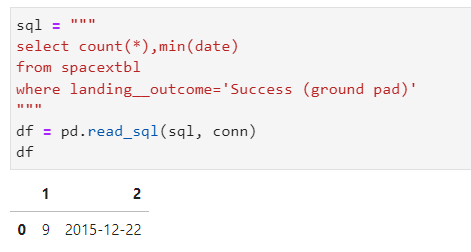 sql = """
select count(*),min(date)
from spacextbl
where landing__outcome='Success (ground pad)'
"""
df = pd.read_sql(sql, conn)
df
1 2
0 9 2015-12-22